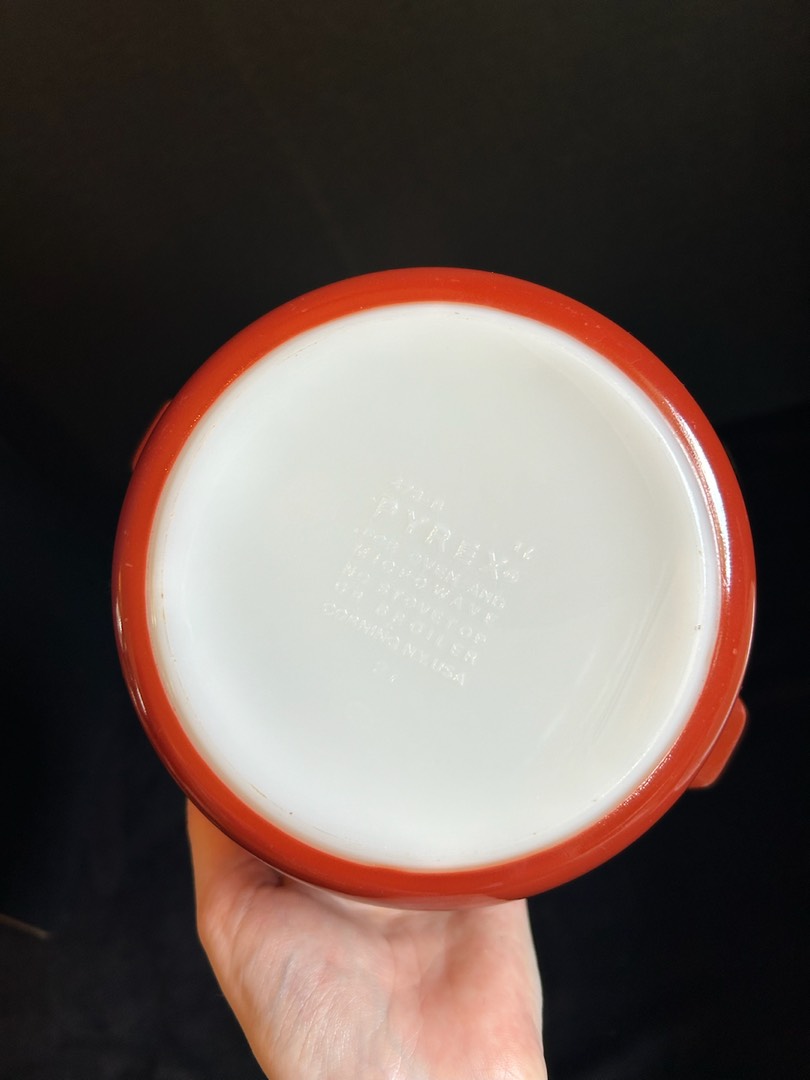 PYREX®
FOR OVEN AND
MICROWAVE
NO STOVETOP
OR BROILER
CORNING NY, USA